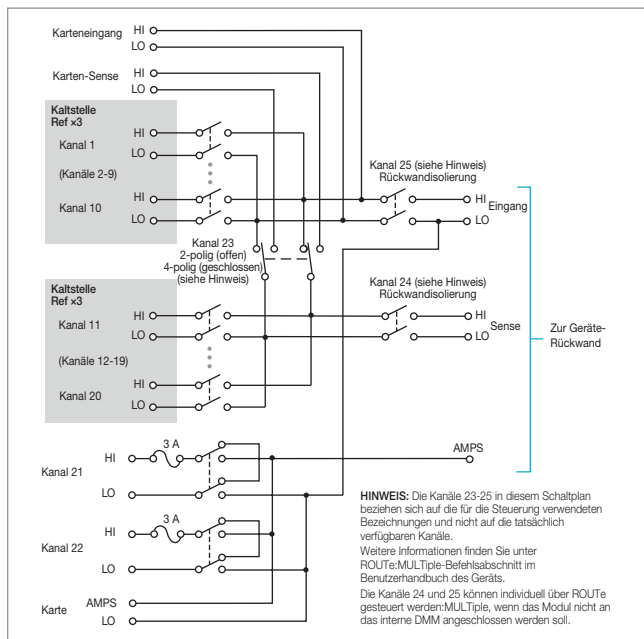 Karteneingang
HI
LO
Karten-Sense
HI
LO
Kaltstelle
Ref ×3
Kanal 1
HI
LO
(Kanäle 2-9)
Kanal 10
HI
LO
Kanal 25 (siehe Hinweis)
Rückwandisolierung
HI
Eingang
LO
Kanal 23
2-polig (offen)
4-polig (geschlossen)
(siehe Hinweis)
Kaltstelle
Ref ×3
Kanal 11
HI
LO
(Kanäle 12-19)
Kanal 20
HI
LO
Kanal 24 (siehe Hinweis)
Rückwandisolierung
HI
Sense
LO
Zur Geräte-
Rückwand
Kanal 21
HI
3 A
LO
AMPS
Kanal 22
HI
3 A
LO
Karte
AMPS
LO
HINWEIS: Die Kanäle 23-25 in diesem Schaltplan
beziehen sich auf die für die Steuerung verwendeten
Bezeichnungen und nicht auf die tatsächlich
verfügbaren Kanäle.
Weitere Informationen finden Sie unter
ROUTe:MULTiple-Befehlsabschnitt im
Benutzerhandbuch des Geräts.
Die Kanäle 24 und 25 können individuell über ROUTe
gesteuert werden:MULTiple, wenn das Modul nicht an
das interne DMM angeschlossen werden soll.